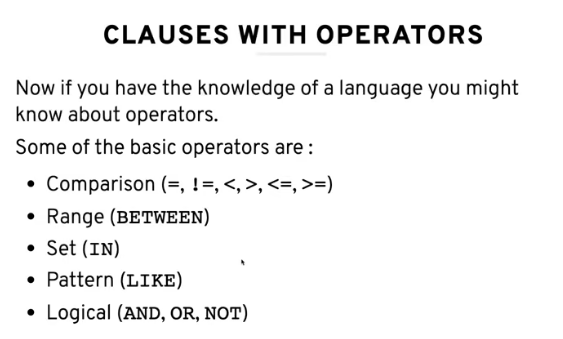 CLAUSES WITH OPERATORS
Now if you have the knowledge of a language you might
know about operators.
Some of the basic operators are :
• Comparison (=, !=, <, >, <=, >=)
• Range (BETWEEN)
• Set (IN)
• Pattern (LIKE)
• Logical (AND, OR, NOT)